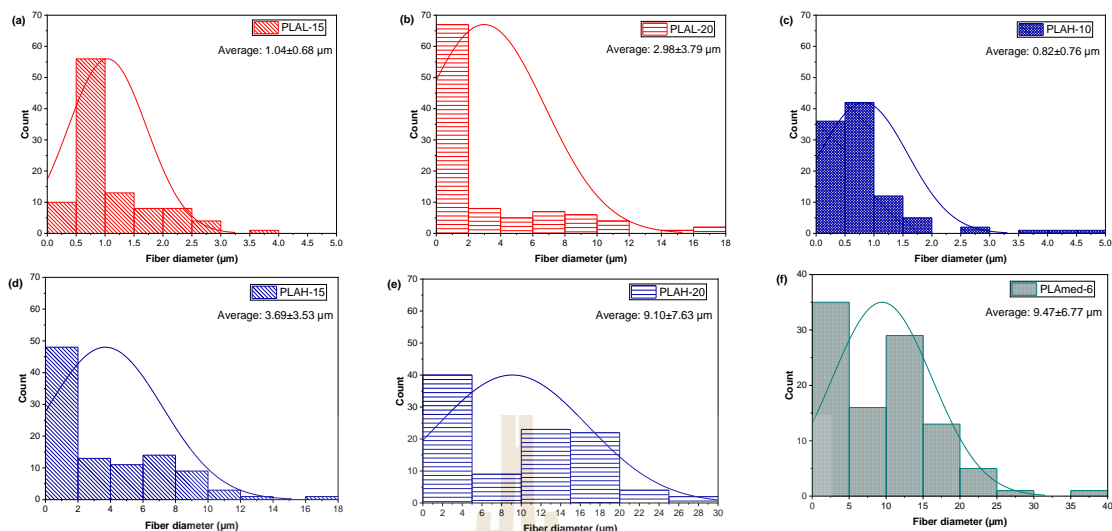 (a)
PLAL-15
Average: 1.04±0.68 µm
Count
70
60
50
40
30
20
10
0
0.0 0.5 1.0 1.5 2.0 2.5 3.0 3.5 4.0 4.5 5.0
Fiber diameter (µm)
(b)
PLAL-20
Average: 2.98±3.79 µm
Count
70
60
50
40
30
20
10
0
0 2 4 6 8 10 12 14 16 18
Fiber diameter (µm)
(c)
PLAH-10
Average: 0.82±0.76 µm
Count
70
60
50
40
30
20
10
0
0.0 0.5 1.0 1.5 2.0 2.5 3.0 3.5 4.0 4.5 5.0
Fiber diameter (µm)
(d)
PLAH-15
Average: 3.69±3.53 µm
Count
70
60
50
40
30
20
10
0
0 2 4 6 8 10 12 14 16 18
Fiber diameter (µm)
(e)
PLAH-20
Average: 9.10±7.63 µm
Count
70
60
50
40
30
20
10
0
0 2 4 6 8 10 12 14 16 18 20 22 24 26 28 30
Fiber diameter (µm)
(f)
PLAmed-6
Average: 9.47±6.77 µm
Count
40
30
20
10
0
0 5 10 15 20 25 30 35 40
Fiber diameter (µm)